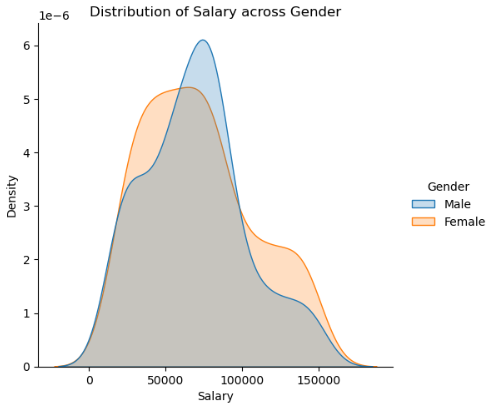 Distribution of Salary across Gender
1e−6
6
5
4
3
2
1
0
Density
0 50000 100000 150000
Salary
Gender
Male
Female